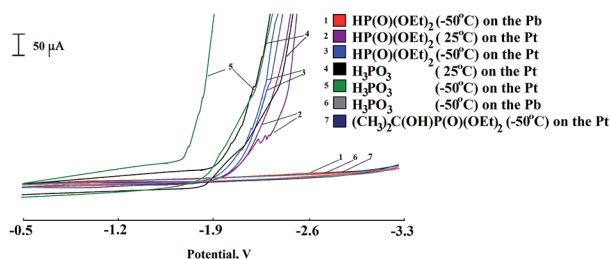 50 µA
1 HP(O)(OEt)2 (-50°C) on the Pb
2 HP(O)(OEt)2 ( 25°C) on the Pt
3 HP(O)(OEt)2 (-50°C) on the Pt
4 H3PO3 ( 25°C) on the Pt
5 H3PO3 (-50°C) on the Pt
6 H3PO3 (-50°C) on the Pb
7 (CH3)2C(OH)P(O)(OEt)2 (-50°C) on the Pt
4
5
3
2
1 6 7
-0.5 -1.2 -1.9 -2.6 -3.3
Potential, V